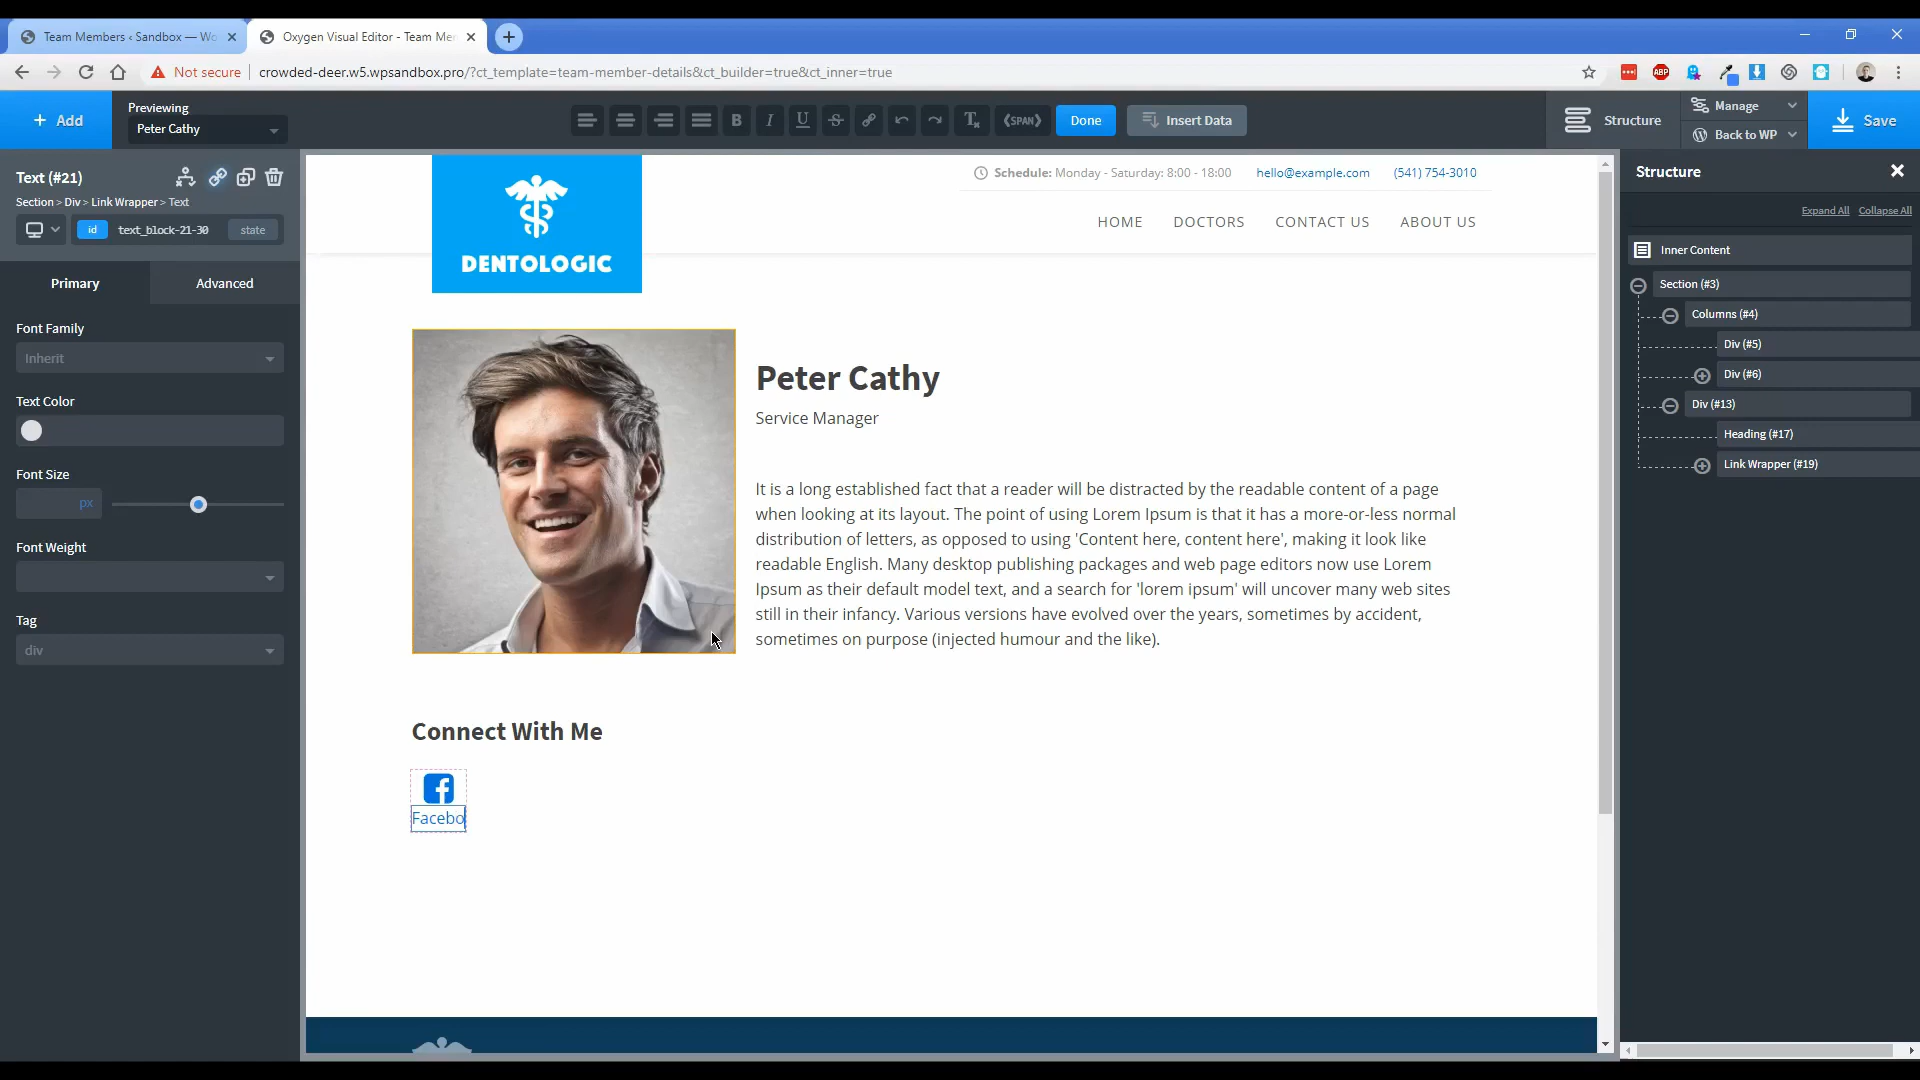 Team Members ‹ Sandbox — Wo
Oxygen Visual Editor - Team Me
Not secure
crowded-deer.w5.wpsandbox.pro/?ct_template=team-member-details&ct_builder=true&ct_inner=true
ABP
+ Add
Previewing
Peter Cathy
B I U S
‹SPAN›
Done
Insert Data
Structure
Manage
Back to WP
Save
Text (#21)
Section > Div > Link Wrapper > Text
id
text_block-21-30
state
Primary
Advanced
Font Family
Inherit
Text Color
Font Size
px
Font Weight
Tag
div
DENTOLOGIC
Schedule: Monday - Saturday: 8:00 - 18:00
hello@example.com
(541) 754-3010
HOME
DOCTORS
CONTACT US
ABOUT US
Peter Cathy
Service Manager
It is a long established fact that a reader will be distracted by the readable content of a page
when looking at its layout. The point of using Lorem Ipsum is that it has a more-or-less normal
distribution of letters, as opposed to using 'Content here, content here', making it look like
readable English. Many desktop publishing packages and web page editors now use Lorem
Ipsum as their default model text, and a search for 'lorem ipsum' will uncover many web sites
still in their infancy. Various versions have evolved over the years, sometimes by accident,
sometimes on purpose (injected humour and the like).
Connect With Me
Facebo
Structure
Expand All
Collapse All
Inner Content
Section (#3)
Columns (#4)
Div (#5)
Div (#6)
Div (#13)
Heading (#17)
Link Wrapper (#19)